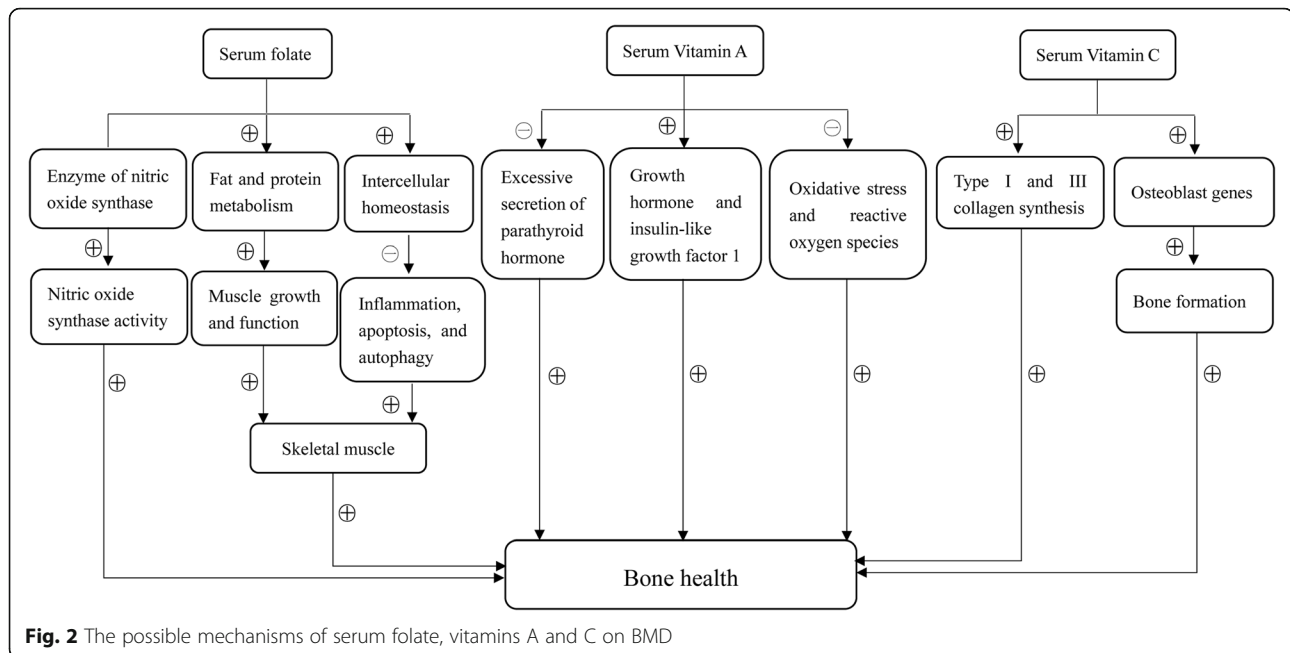 Serum folate
Serum Vitamin A
Serum Vitamin C
⊕
⊕
㊀
⊕
㊀
⊕
⊕
Enzyme of nitric
oxide synthase
Fat and protein
metabolism
Intercellular
homeostasis
Excessive
secretion of
parathyroid
hormone
Growth
hormone and
insulin-like
growth factor 1
Oxidative stress
and reactive
oxygen species
Type I and III
collagen synthesis
Osteoblast genes
⊕
⊕
㊀
⊕
Nitric oxide
synthase activity
Muscle growth
and function
Inflammation,
apoptosis, and
autophagy
Bone formation
⊕
⊕
⊕
⊕
⊕
⊕
⊕
⊕
Skeletal muscle
⊕
Bone health
Fig. 2 The possible mechanisms of serum folate, vitamins A and C on BMD